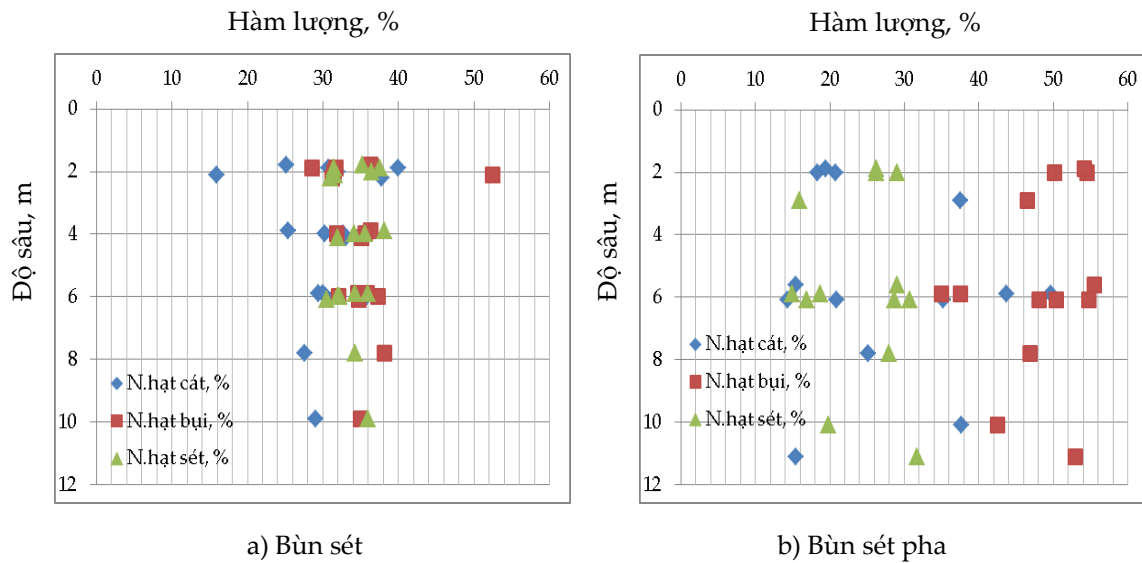 Hàm lượng, %
0 10 20 30 40 50 60
0
2
4
6
8
10
12
Độ sâu, m
N.hạt cát, %
N.hạt bụi, %
N.hạt sét, %
a) Bùn sét
Hàm lượng, %
0 10 20 30 40 50 60
0
2
4
6
8
10
12
Độ sâu, m
N.hạt cát, %
N.hạt bụi, %
N.hạt sét, %
b) Bùn sét pha